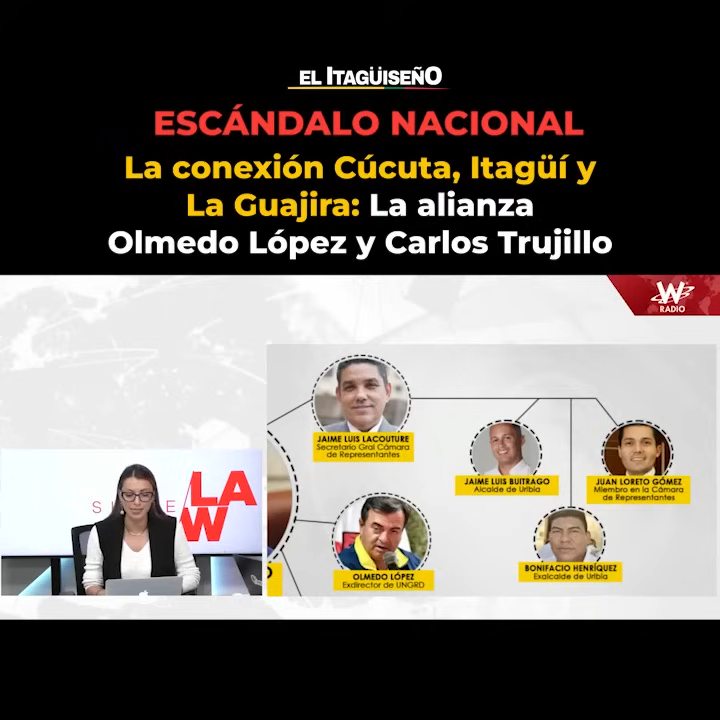 EL ITAGÜISEÑO
ESCÁNDALO NACIONAL
La conexión Cúcuta, Itagüí y
La Guajira: La alianza
Olmedo López y Carlos Trujillo
W
RADIO
JAIME LUIS LACOUTURE
Secretario Gral Cámara
de Representantes
JAIME LUIS BUITRAGO
Alcalde de Uribia
JUAN LORETO GÓMEZ
Miembro en la Cámara
de Representantes
LA
W
OLMEDO LÓPEZ
Exdirector de UNGRD
BONIFACIO HENRÍQUEZ
Exalcalde de Uribia